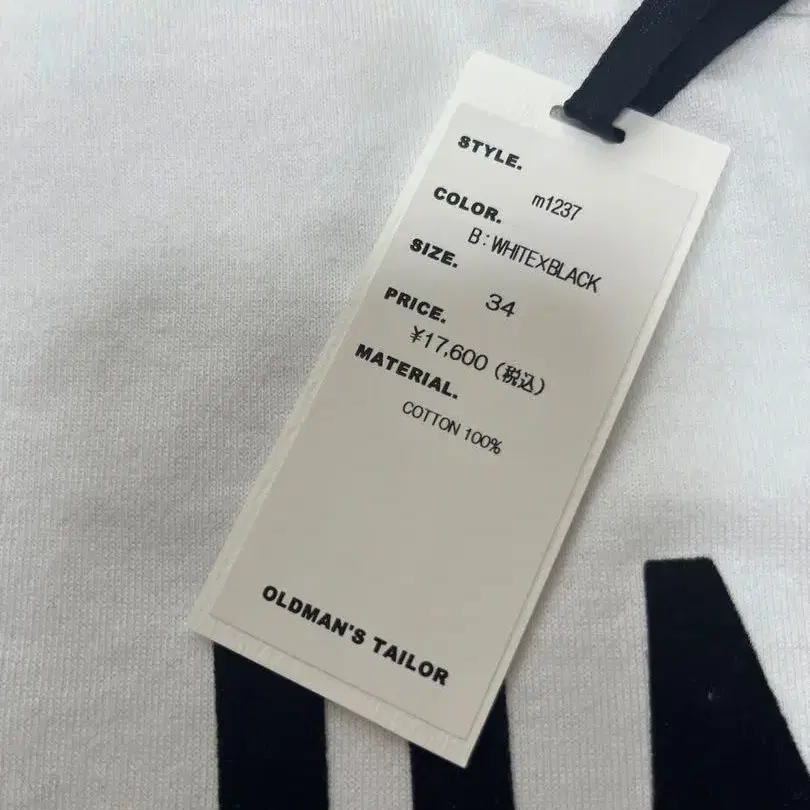 STYLE.
m1237
COLOR.
B:WHITEXBLACK
SIZE.
34
PRICE.
¥17,600 (税込)
MATERIAL.
COTTON 100%
OLDMAN'S TAILOR